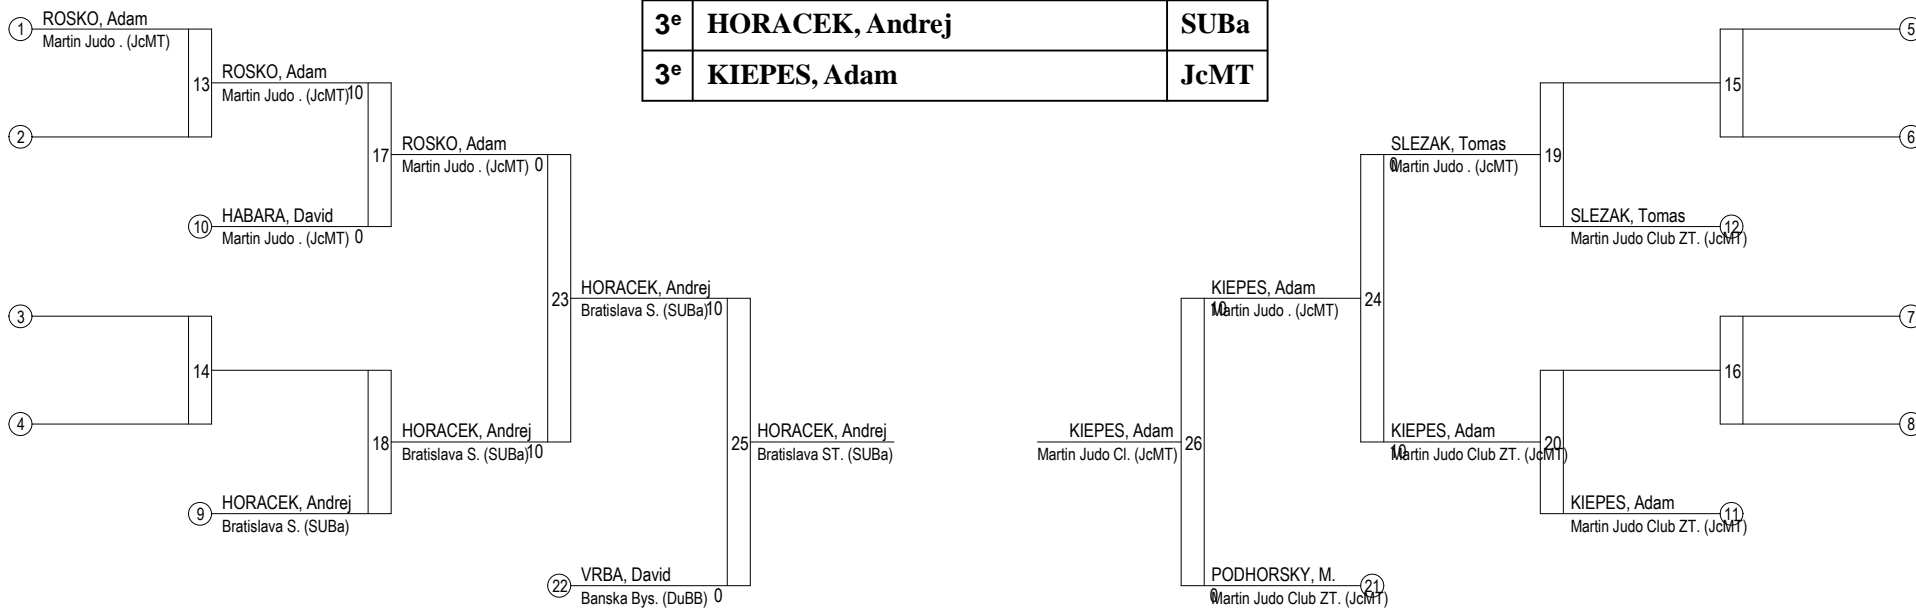 3e HORACEK, Andrej SUBa
3e KIEPES, Adam JcMT
1 ROSKO, Adam
Martin Judo . (JcMT)
2
13 ROSKO, Adam
Martin Judo . (JcMT) 10
10 HABARA, David
Martin Judo . (JcMT) 0
17 ROSKO, Adam
Martin Judo . (JcMT) 0
3
4
14
9 HORACEK, Andrej
Bratislava S. (SUBa)
18 HORACEK, Andrej
Bratislava S. (SUBa) 10
23 HORACEK, Andrej
Bratislava S. (SUBa) 10
22 VRBA, David
Banska Bys. (DuBB) 0
25 HORACEK, Andrej
Bratislava ST. (SUBa)
KIEPES, Adam 26
Martin Judo Cl. (JcMT)
KIEPES, Adam 24
10 Martin Judo . (JcMT)
PODHORSKY, M. 21
0 Martin Judo Club ZT. (JcMT)
SLEZAK, Tomas 19
0 Martin Judo . (JcMT)
SLEZAK, Tomas 12
Martin Judo Club ZT. (JcMT)
KIEPES, Adam 20
10 Martin Judo Club ZT. (JcMT)
KIEPES, Adam 11
Martin Judo Club ZT. (JcMT)
15
5
6
16
7
8